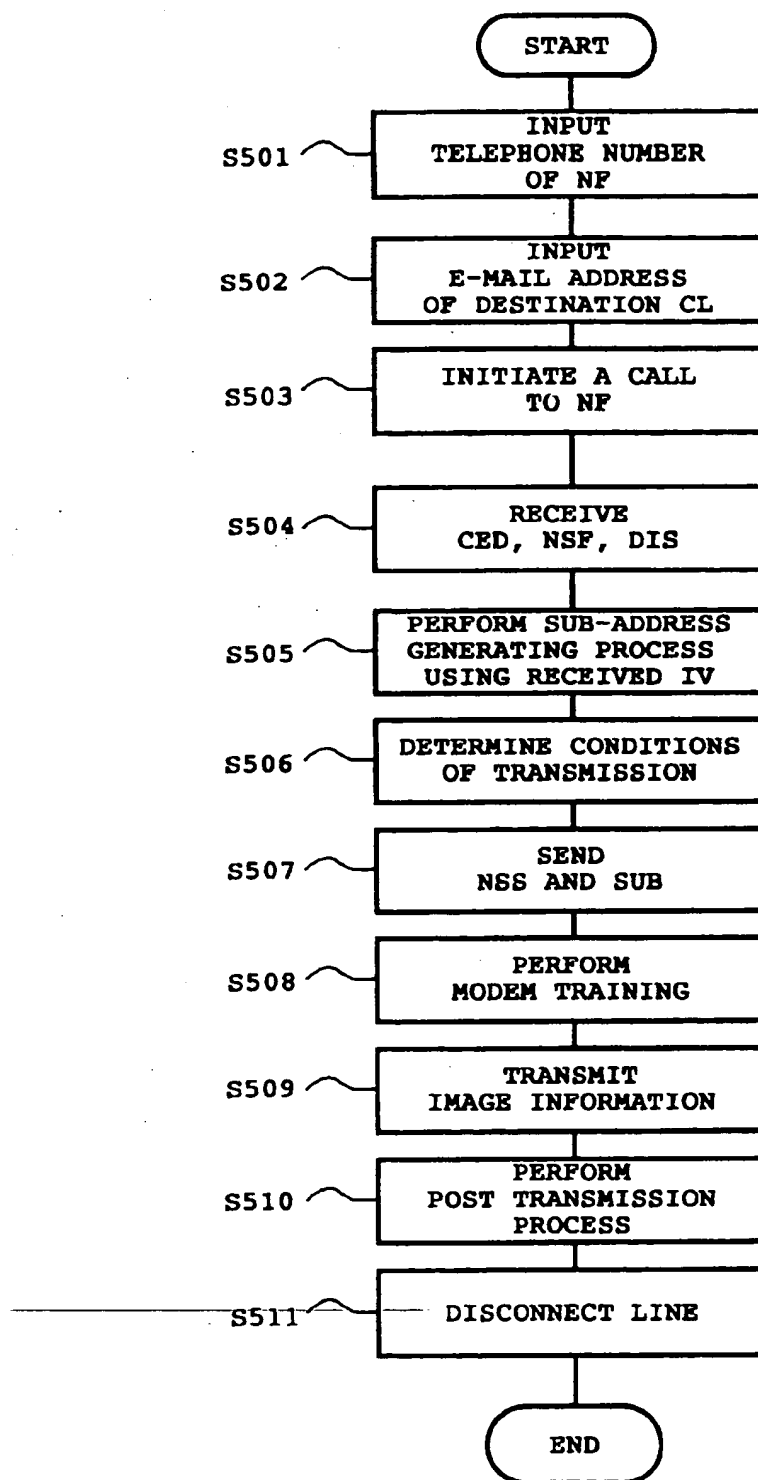 START
S501
INPUT
TELEPHONE NUMBER
OF NF
S502
INPUT
E-MAIL ADDRESS
OF DESTINATION CL
S503
INITIATE A CALL
TO NF
S504
RECEIVE
CED, NSF, DIS
S505
PERFORM SUB-ADDRESS
GENERATING PROCESS
USING RECEIVED IV
S506
DETERMINE CONDITIONS
OF TRANSMISSION
S507
SEND
NSS AND SUB
S508
PERFORM
MODEM TRAINING
S509
TRANSMIT
IMAGE INFORMATION
S510
PERFORM
POST TRANSMISSION
PROCESS
S511
DISCONNECT LINE
END